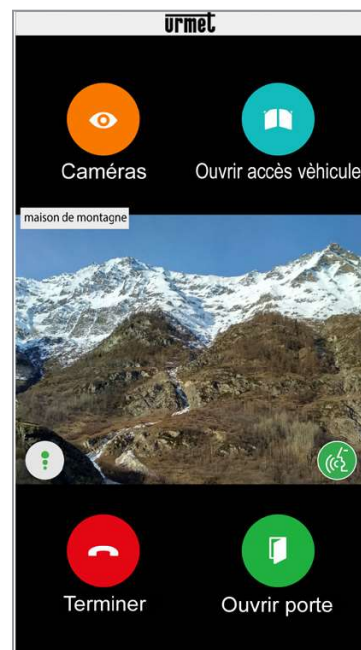 urmet
Caméras
Ouvrir accès vèhicule
maison de montagne
Terminer
Ouvrir porte